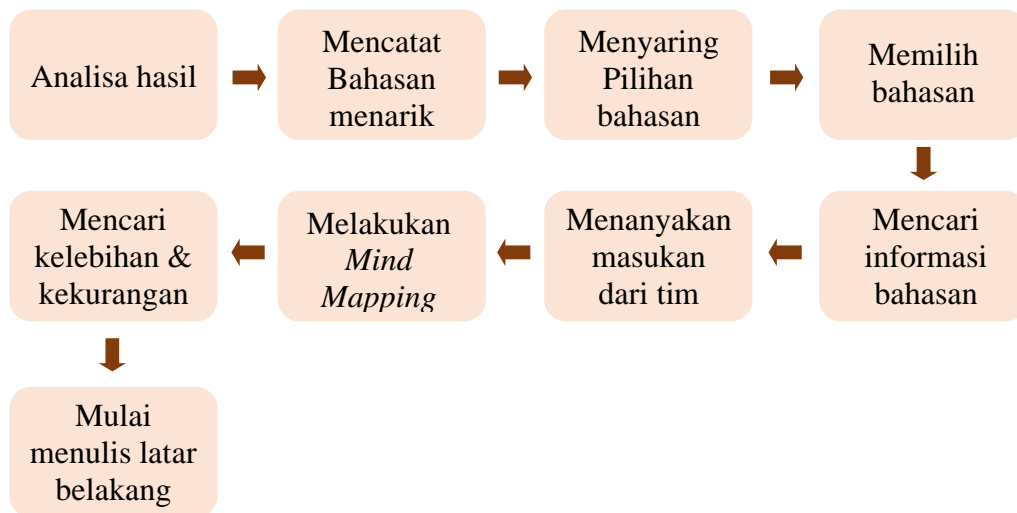 Analisa hasil
Mencatat
Bahasan
menarik
Menyaring
Pilihan
bahasan
Memilih
bahasan
Mencari
informasi
bahasan
Menanyakan
masukan
dari tim
Melakukan
Mind
Mapping
Mencari
kelebihan &
kekurangan
Mulai
menulis latar
belakang